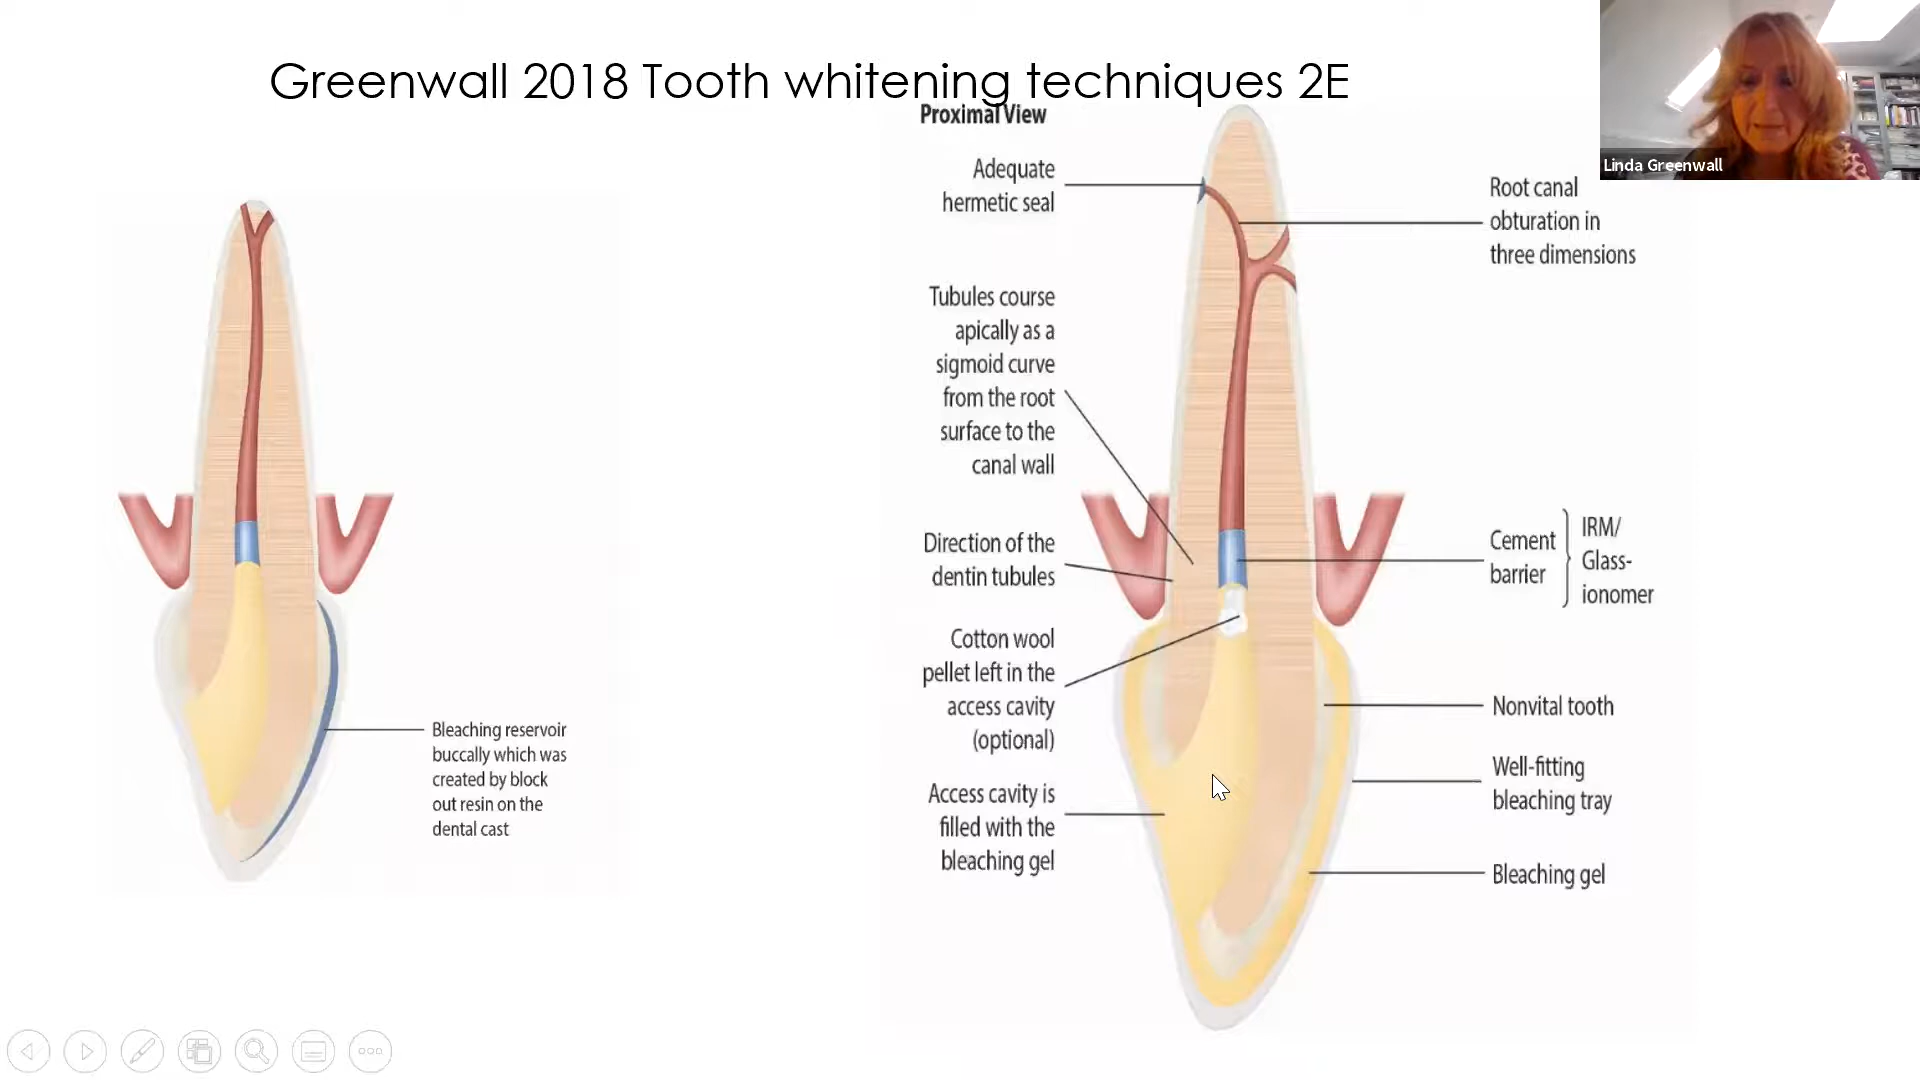 Greenwall 2018 Tooth whitening techniques 2E
Linda Greenwall
Proximal View
Adequate
hermetic seal
Tubules course
apically as a
sigmoid curve
from the root
surface to the
canal wall
Direction of the
dentin tubules
Cotton wool
pellet left in the
access cavity
(optional)
Access cavity is
filled with the
bleaching gel
Root canal
obturation in
three dimensions
Cement
barrier
IRM/
Glass-
ionomer
Nonvital tooth
Well-fitting
bleaching tray
Bleaching gel
Bleaching reservoir
buccally which was
created by block
out resin on the
dental cast